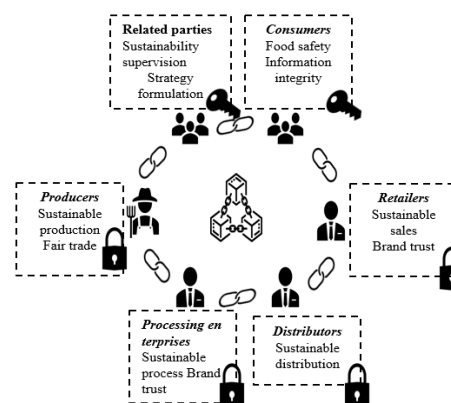 Related parties
Sustainability
supervision
Strategy
formulation
Consumers
Food safety
Information
integrity
Producers
Sustainable
production
Fair trade
Retailers
Sustainable
sales
Brand trust
Processing en
terprises
Sustainable
process Brand
trust
Distributors
Sustainable
distribution